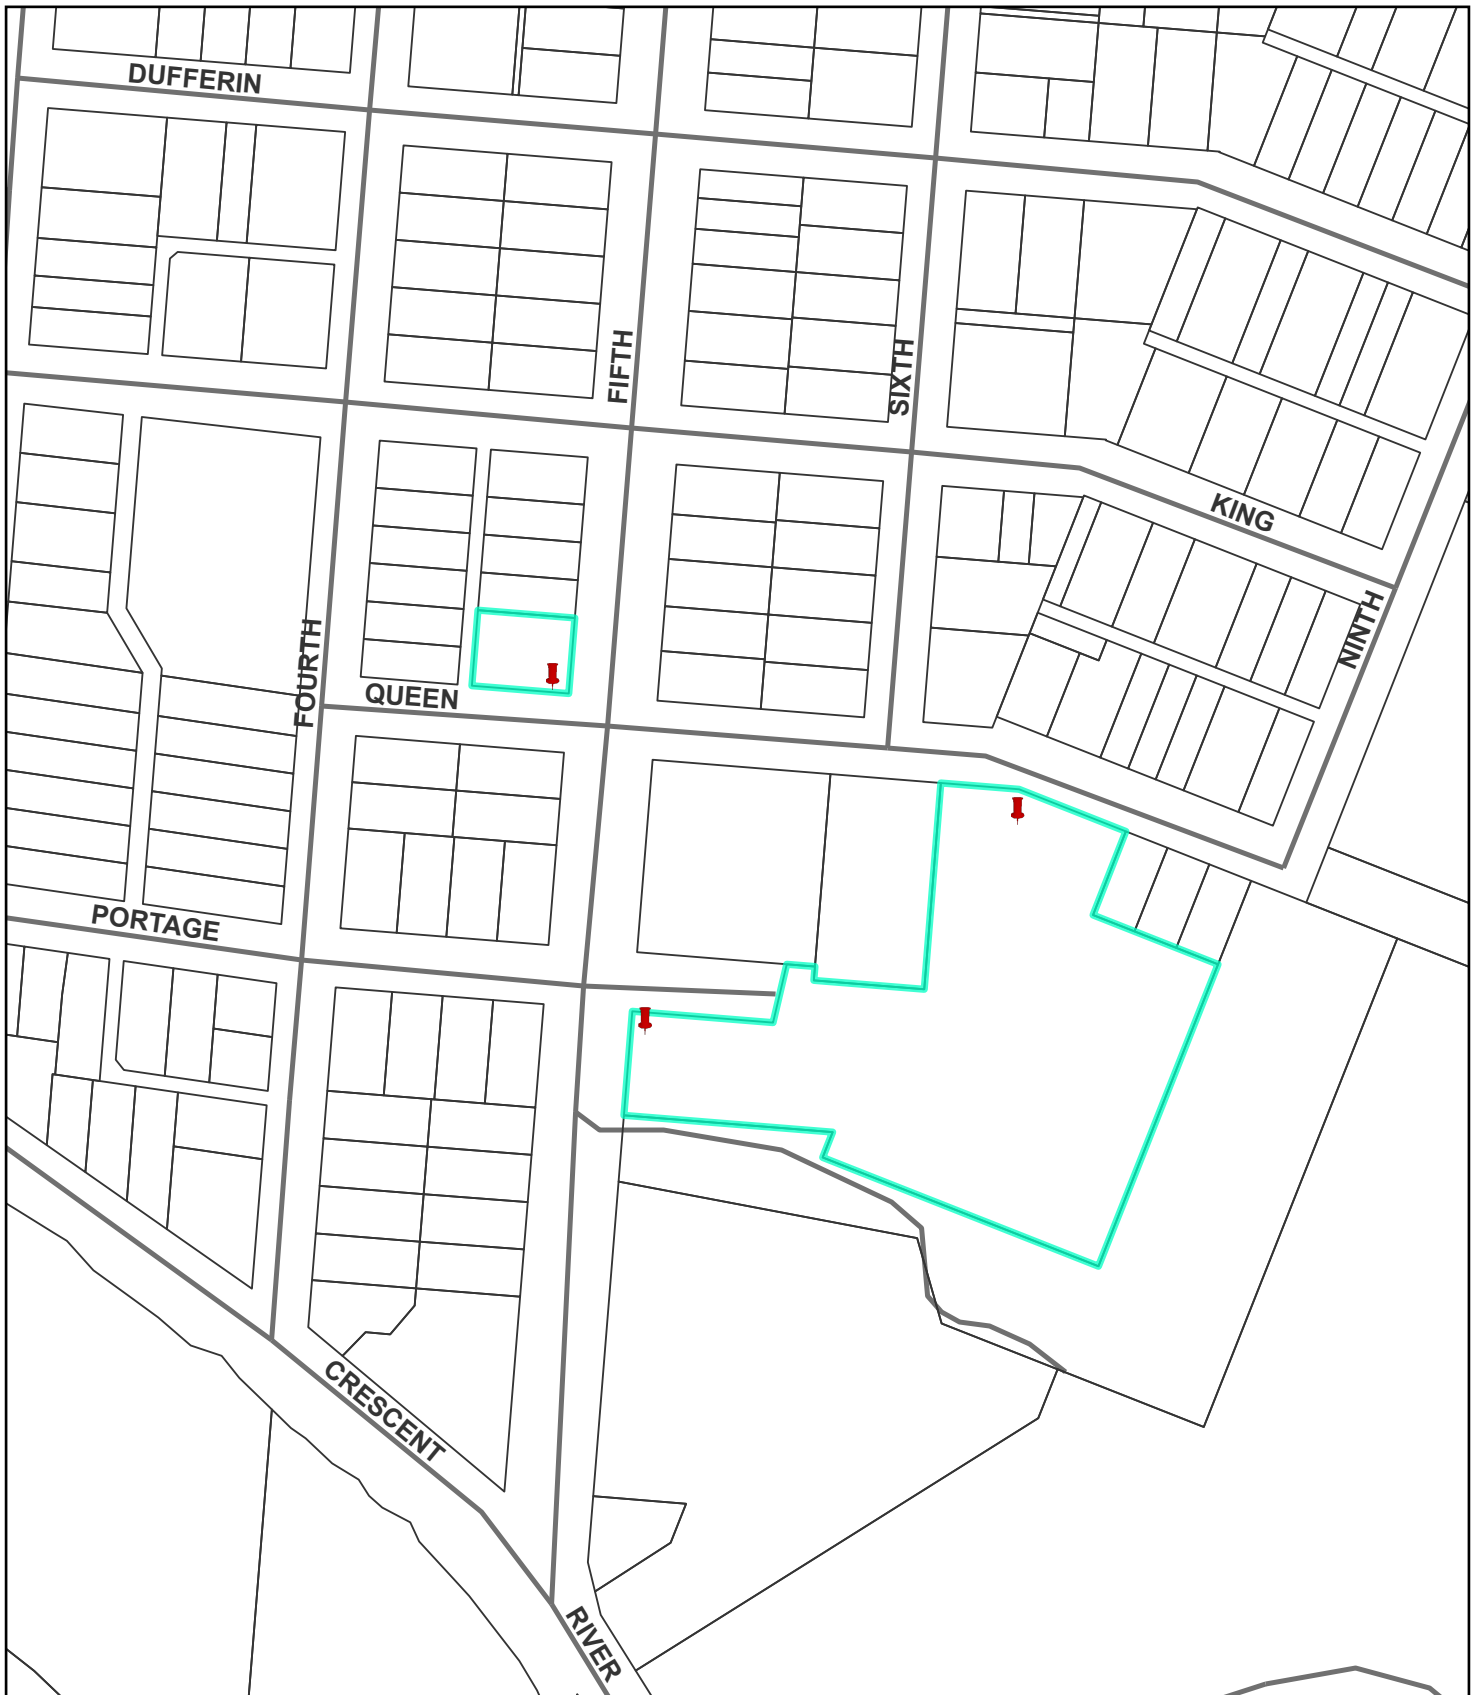 DUFFERIN
FIFTH
SIXTH
KING
NINTH
FOURTH
QUEEN
PORTAGE
CRESCENT
RIVER